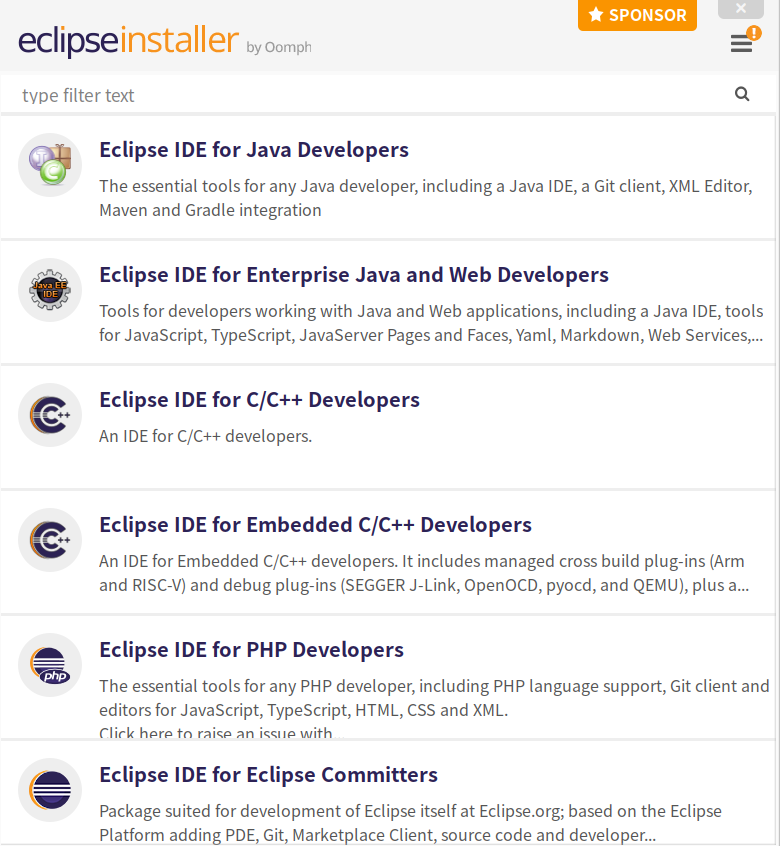 SPONSOR
eclipseinstaller by Oomph
!
type filter text
Eclipse IDE for Java Developers
The essential tools for any Java developer, including a Java IDE, a Git client, XML Editor,
Maven and Gradle integration
Java EE
IDE
Eclipse IDE for Enterprise Java and Web Developers
Tools for developers working with Java and Web applications, including a Java IDE, tools
for JavaScript, TypeScript, JavaServer Pages and Faces, Yaml, Markdown, Web Services,...
C++
Eclipse IDE for C/C++ Developers
An IDE for C/C++ developers.
C++
Eclipse IDE for Embedded C/C++ Developers
An IDE for Embedded C/C++ developers. It includes managed cross build plug-ins (Arm
and RISC-V) and debug plug-ins (SEGGER J-Link, OpenOCD, pyocd, and QEMU), plus a...
php
Eclipse IDE for PHP Developers
The essential tools for any PHP developer, including PHP language support, Git client and
editors for JavaScript, TypeScript, HTML, CSS and XML.
Click here to raise an issue with...
Eclipse IDE for Eclipse Committers
Package suited for development of Eclipse itself at Eclipse.org; based on the Eclipse
Platform adding PDE, Git, Marketplace Client, source code and developer...